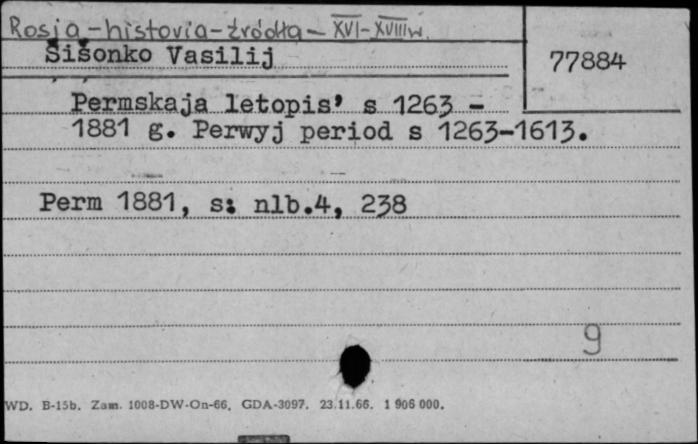 Rosja-historia-źródła-XVI-XVIIIw.
Šišonko Vasilij
77884
Permskaja letopis' s 1263 -
1881 g. Perwyj period s 1263-1613.
Perm 1881, s: nlb.4, 238
9
WD. B-15b. Zam. 1008-DW-On-66. GDA-3097. 23.11.66. 1 906 000.